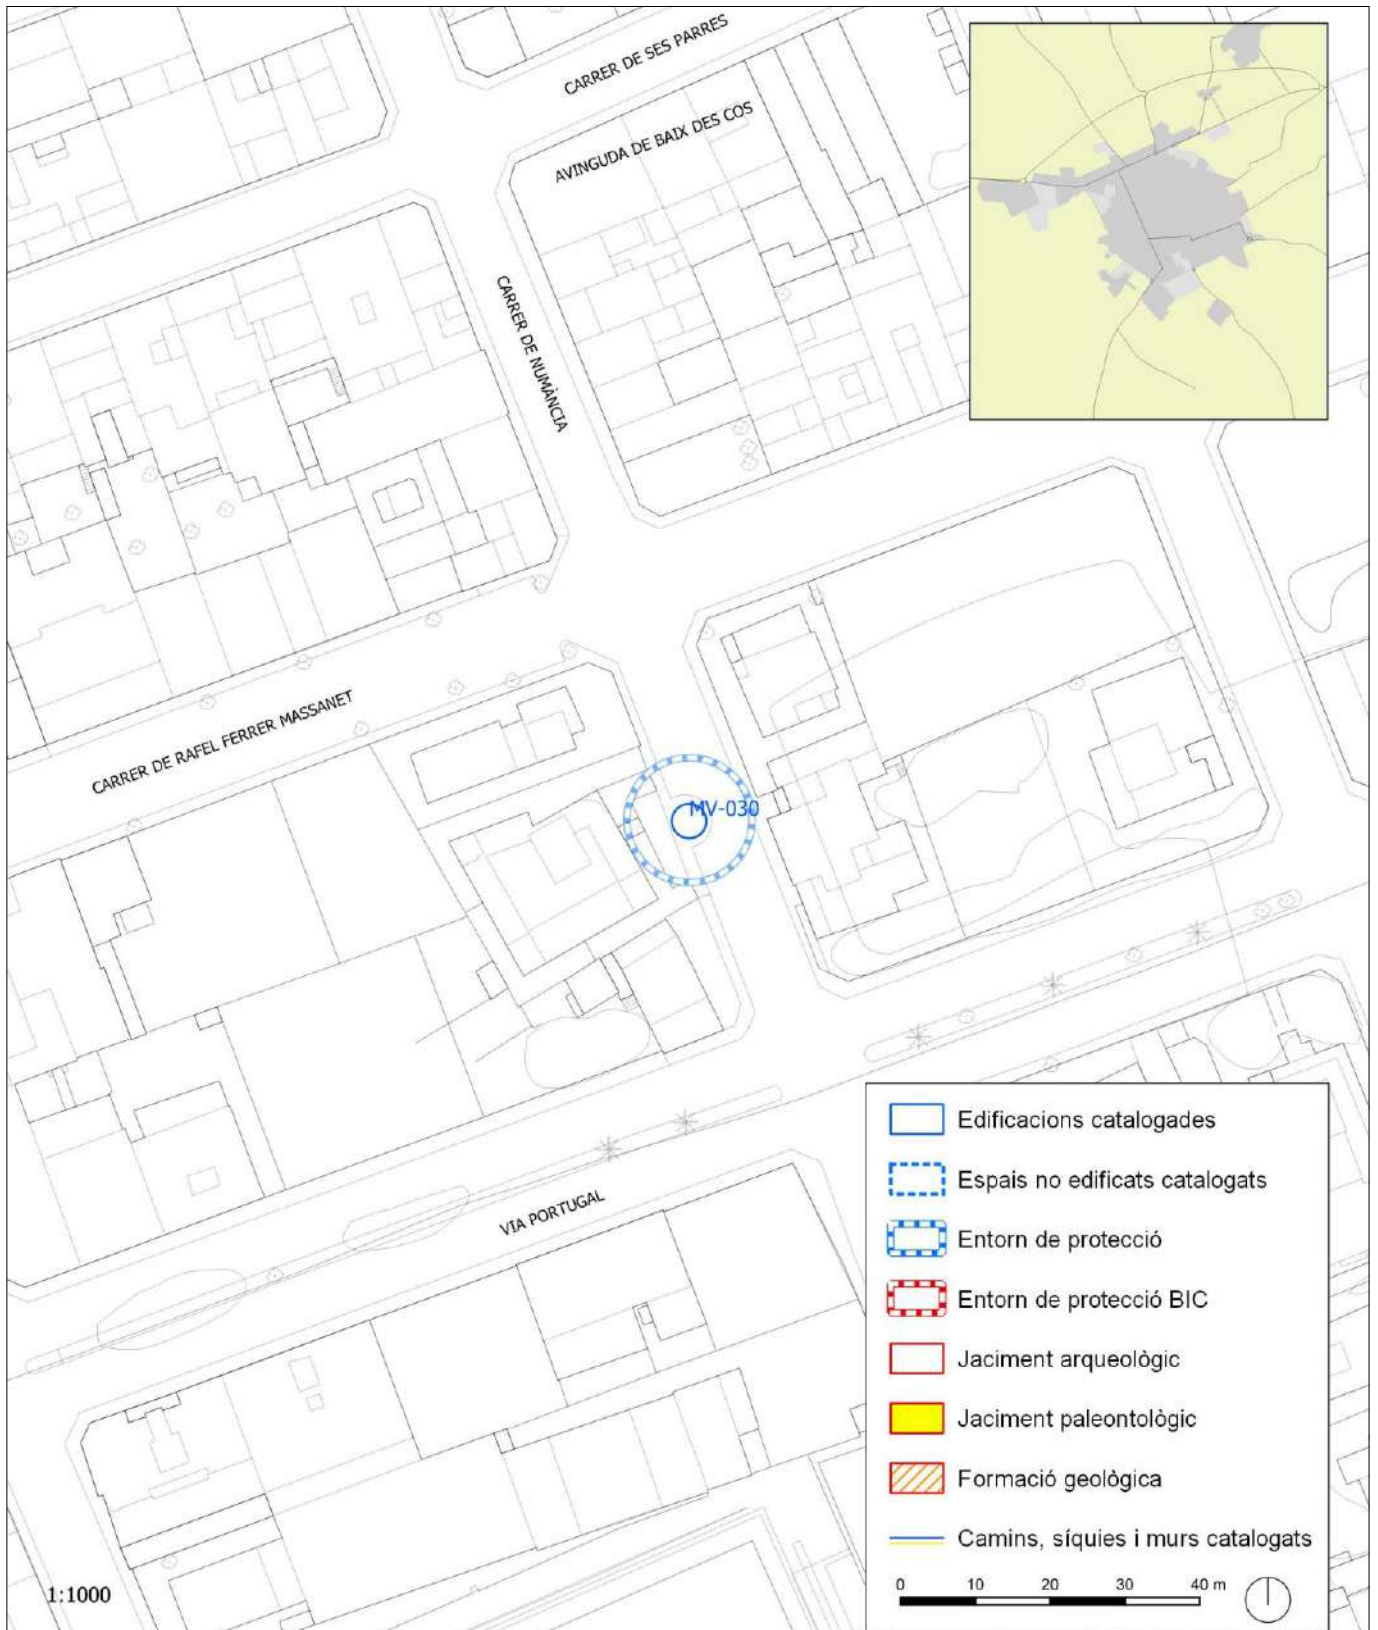 CARRER DE SES PARRES
AVINGUDA DE BAIX DES COS
CARRER DE NUMÀNCIA
CARRER DE RAFEL FERRER MASSANET
MV-030
VIA PORTUGAL
Edificacions catalogades
Espais no edificats catalogats
Entorn de protecció
Entorn de protecció BIC
Jaciment arqueològic
Jaciment paleontològic
Formació geològica
Camins, síquies i murs catalogats
0 10 20 30 40 m
1:1000